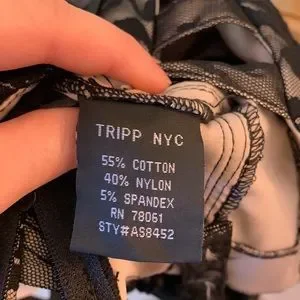 TRIPP NYC
55% COTTON
40% NYLON
5% SPANDEX
RN 78061
STY#AS8452